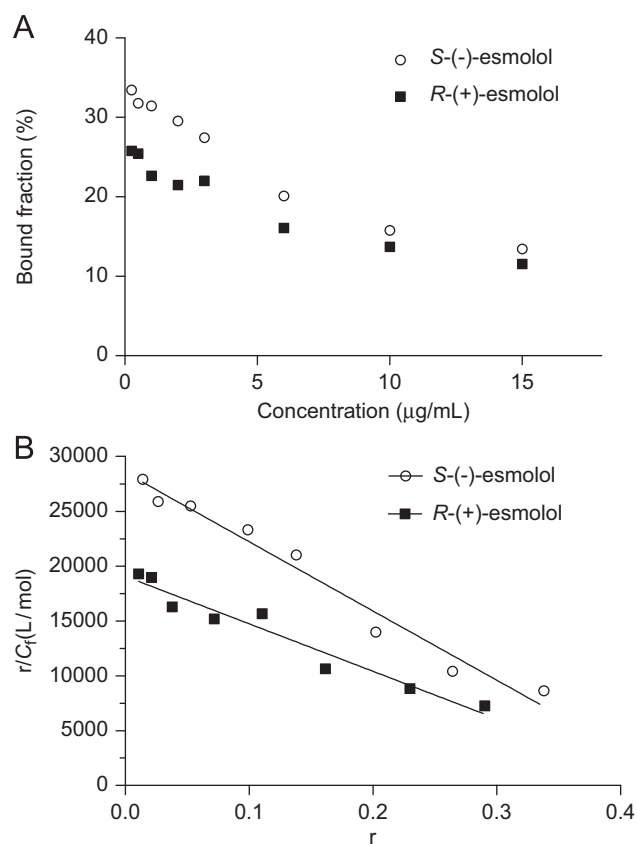 A
40
30
20
10
0
Bound fraction (%)
S-(-)-esmolol
R-(+)-esmolol
0 5 10 15
Concentration (μg/mL)
B
30000
25000
20000
15000
10000
5000
0
r/Cf(L/mol)
S-(-)-esmolol
R-(+)-esmolol
0.0 0.1 0.2 0.3 0.4
r